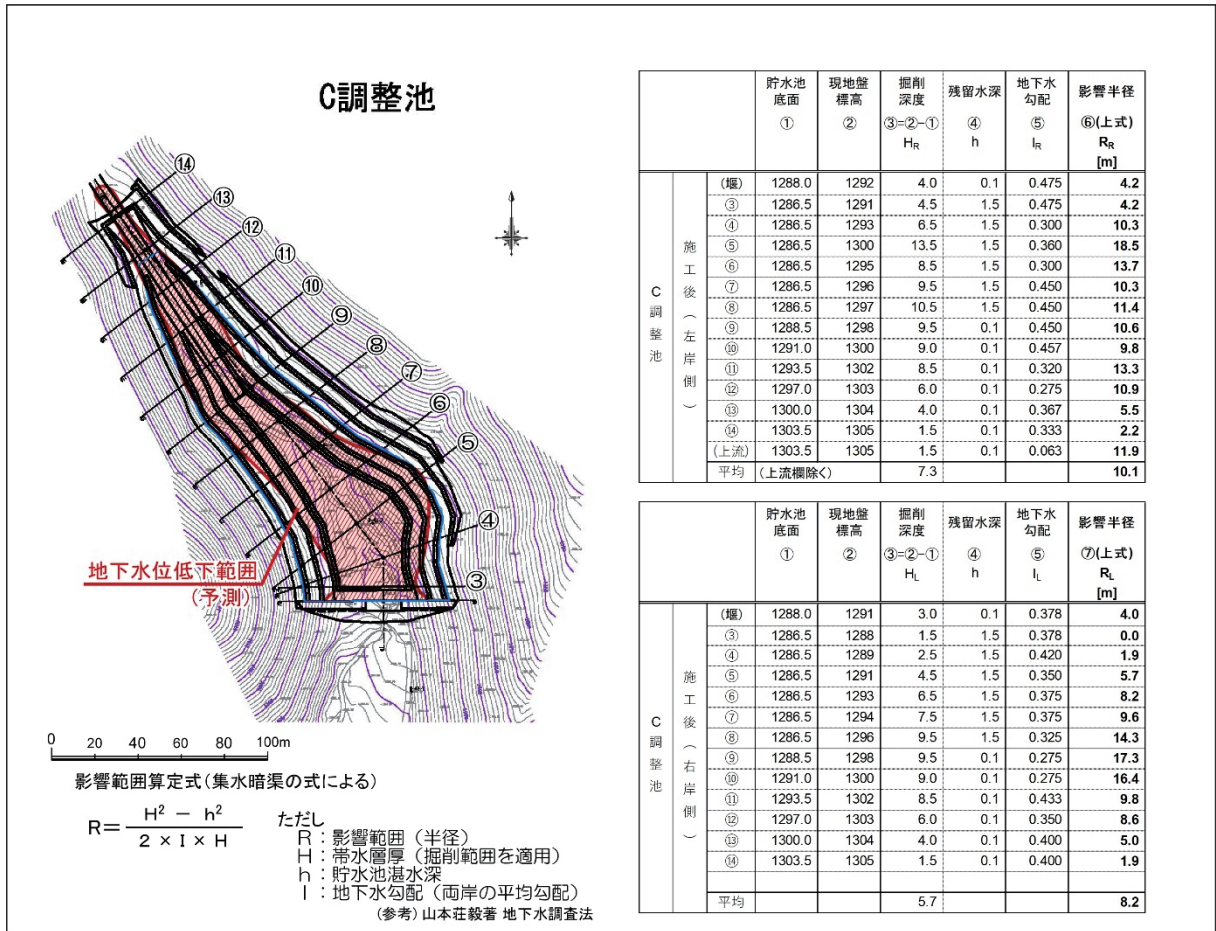 C調整池
⑭
⑬
⑫
⑪
⑩
⑨
⑧
⑦
⑥
⑤
④
③
地下水位低下範囲
(予測)
0 20 40 60 80 100m
影響範囲算定式(集水暗渠の式による)
R= H² − h² / 2 × I × H
ただし
R:影響範囲(半径)
H:帯水層厚(掘削範囲を適用)
h:貯水池湛水深
I:地下水勾配(両岸の平均勾配)
(参考)山本荘毅著 地下水調査法
貯水池底面 現地盤標高 掘削深度 残留水深 地下水勾配 影響半径
① ② ③=②-① ④ ⑤ ⑥(上式)
HR h IR RR
[m]
C調整池 施工後(左岸側)
(堰) 1288.0 1292 4.0 0.1 0.475 4.2
③ 1286.5 1291 4.5 1.5 0.475 4.2
④ 1286.5 1293 6.5 1.5 0.300 10.3
⑤ 1286.5 1300 13.5 1.5 0.360 18.5
⑥ 1286.5 1295 8.5 1.5 0.300 13.7
⑦ 1286.5 1296 9.5 1.5 0.450 10.3
⑧ 1286.5 1297 10.5 1.5 0.450 11.4
⑨ 1288.5 1298 9.5 0.1 0.450 10.6
⑩ 1291.0 1300 9.0 0.1 0.457 9.8
⑪ 1293.5 1302 8.5 0.1 0.320 13.3
⑫ 1297.0 1303 6.0 0.1 0.275 10.9
⑬ 1300.0 1304 4.0 0.1 0.367 5.5
⑭ 1303.5 1305 1.5 0.1 0.333 2.2
(上流) 1303.5 1305 1.5 0.1 0.063 11.9
平均 (上流欄除く) 7.3 10.1
貯水池底面 現地盤標高 掘削深度 残留水深 地下水勾配 影響半径
① ② ③=②-① ④ ⑤ ⑦(上式)
HL h IL RL
[m]
C調整池 施工後(右岸側)
(堰) 1288.0 1291 3.0 0.1 0.378 4.0
③ 1286.5 1288 1.5 1.5 0.378 0.0
④ 1286.5 1289 2.5 1.5 0.420 1.9
⑤ 1286.5 1291 4.5 1.5 0.350 5.7
⑥ 1286.5 1293 6.5 1.5 0.375 8.2
⑦ 1286.5 1294 7.5 1.5 0.375 9.6
⑧ 1286.5 1296 9.5 1.5 0.325 14.3
⑨ 1288.5 1298 9.5 0.1 0.275 17.3
⑩ 1291.0 1300 9.0 0.1 0.275 16.4
⑪ 1293.5 1302 8.5 0.1 0.433 9.8
⑫ 1297.0 1303 6.0 0.1 0.350 8.6
⑬ 1300.0 1304 4.0 0.1 0.400 5.0
⑭ 1303.5 1305 1.5 0.1 0.400 1.9
平均 5.7 8.2